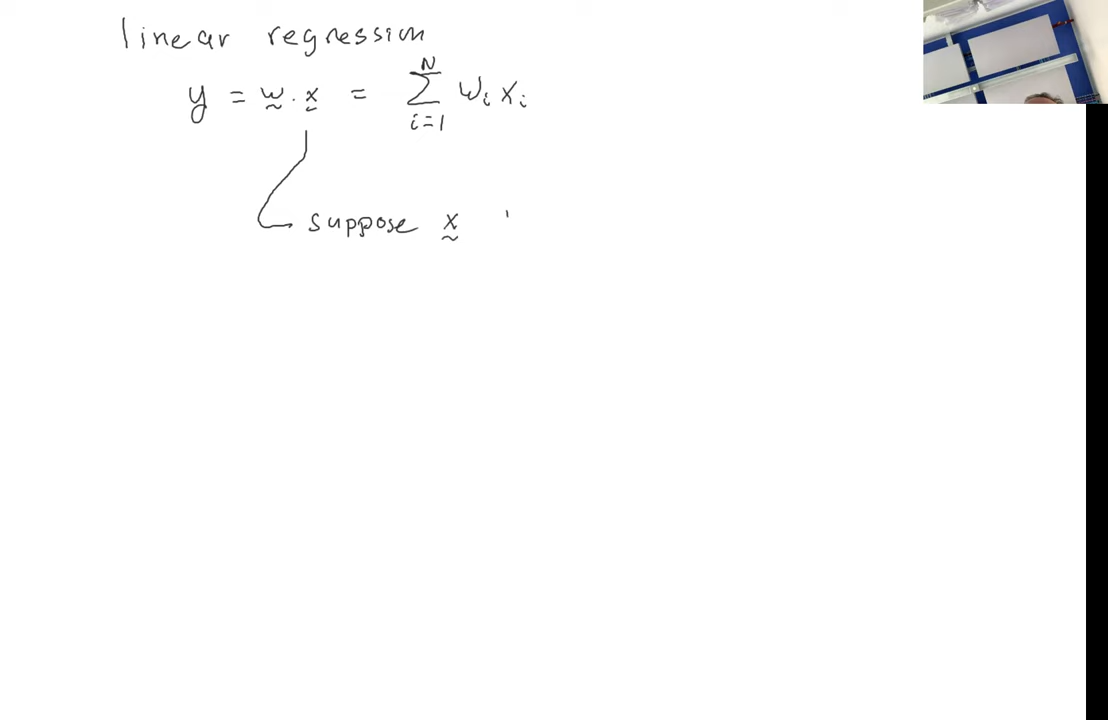 linear regression
y = w · x = Σ_{i=1}^{N} w_i x_i
suppose x